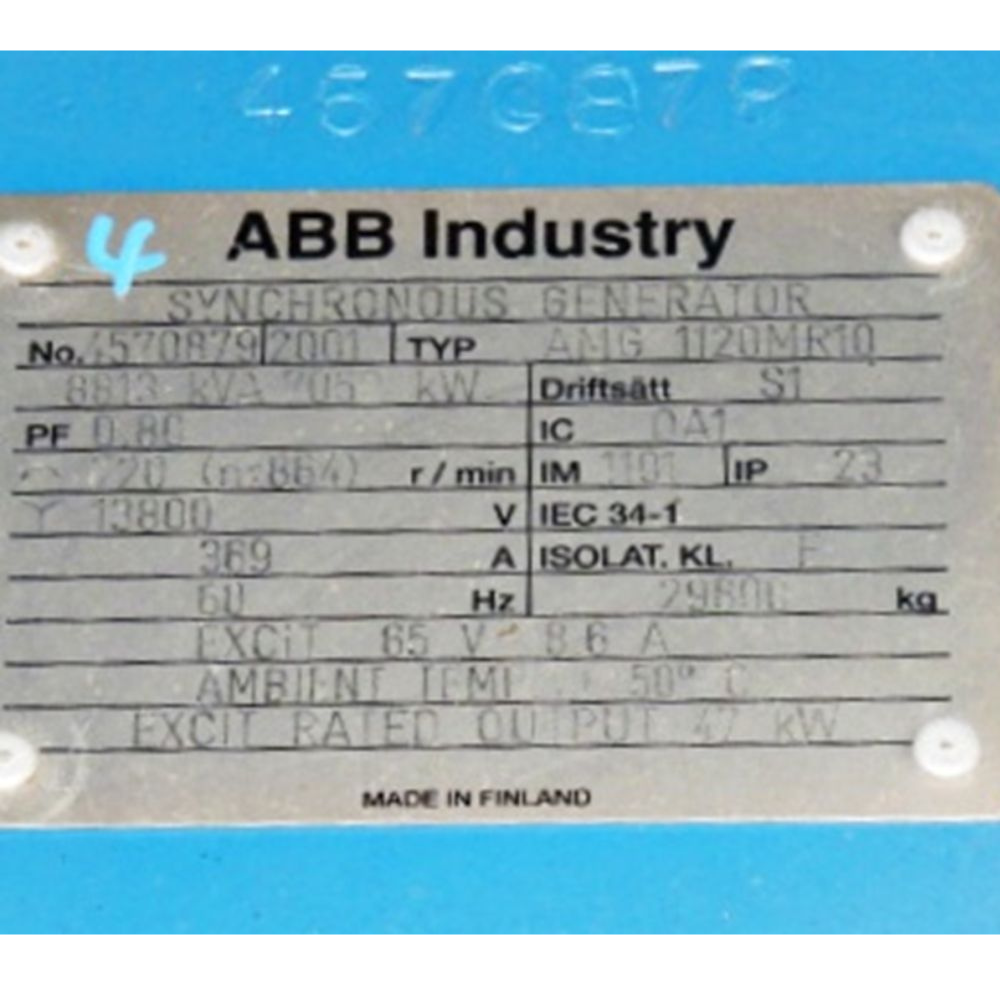 4570879
4
ABB Industry
SYNCHRONOUS GENERATOR
No. 4570879 2001 TYP AMG 1120MR10
8813 kVA kW Driftsätt S1
PF 0.80 IC 0A1
720 (n:864) r/min IM 1101 IP 23
Y 13800 V IEC 34-1
369 A ISOLAT. KL. F
60 Hz kg
EXCIT 65 V 8.6 A
AMBIENT TEMP 50° C
EXCIT RATED OUTPUT 47 kW
MADE IN FINLAND